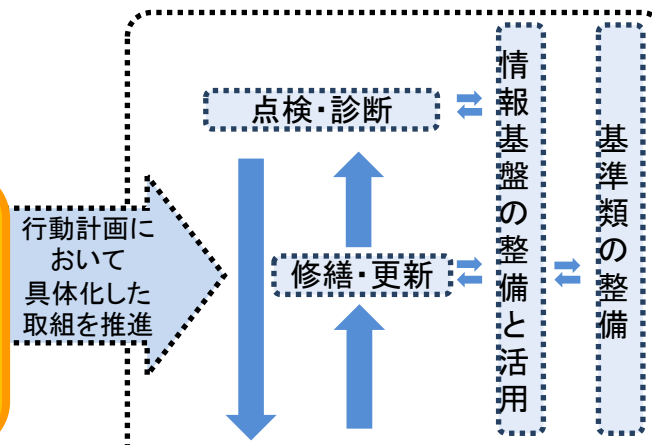 点検・診断
行動計画に
おいて
具体化した
取組を推進
修繕・更新
情報基盤の整備と活用
基準類の整備